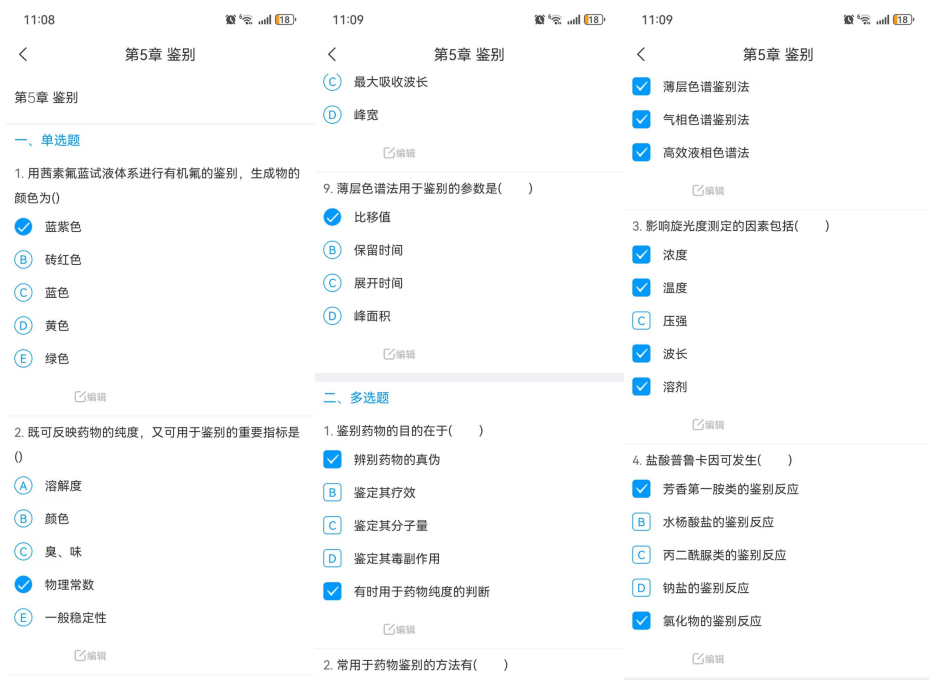 11:08
18
第5章 鉴别
第5章 鉴别
一、单选题
1. 用茜素氟蓝试液体系进行有机氟的鉴别，生成物的
颜色为()
蓝紫色
B 砖红色
C 蓝色
D 黄色
E 绿色
编辑
2. 既可反映药物的纯度，又可用于鉴别的重要指标是
()
A 溶解度
B 颜色
C 臭、味
物理常数
E 一般稳定性
编辑
11:09
18
第5章 鉴别
C 最大吸收波长
D 峰宽
编辑
9. 薄层色谱法用于鉴别的参数是( )
比移值
B 保留时间
C 展开时间
D 峰面积
编辑
二、多选题
1. 鉴别药物的目的在于( )
辨别药物的真伪
B 鉴定其疗效
C 鉴定其分子量
D 鉴定其毒副作用
有时用于药物纯度的判断
编辑
2. 常用于药物鉴别的方法有( )
11:09
18
第5章 鉴别
薄层色谱鉴别法
气相色谱鉴别法
高效液相色谱法
编辑
3. 影响旋光度测定的因素包括( )
浓度
温度
C 压强
波长
溶剂
编辑
4. 盐酸普鲁卡因可发生( )
芳香第一胺类的鉴别反应
B 水杨酸盐的鉴别反应
C 丙二酰脲类的鉴别反应
D 钠盐的鉴别反应
氯化物的鉴别反应
编辑